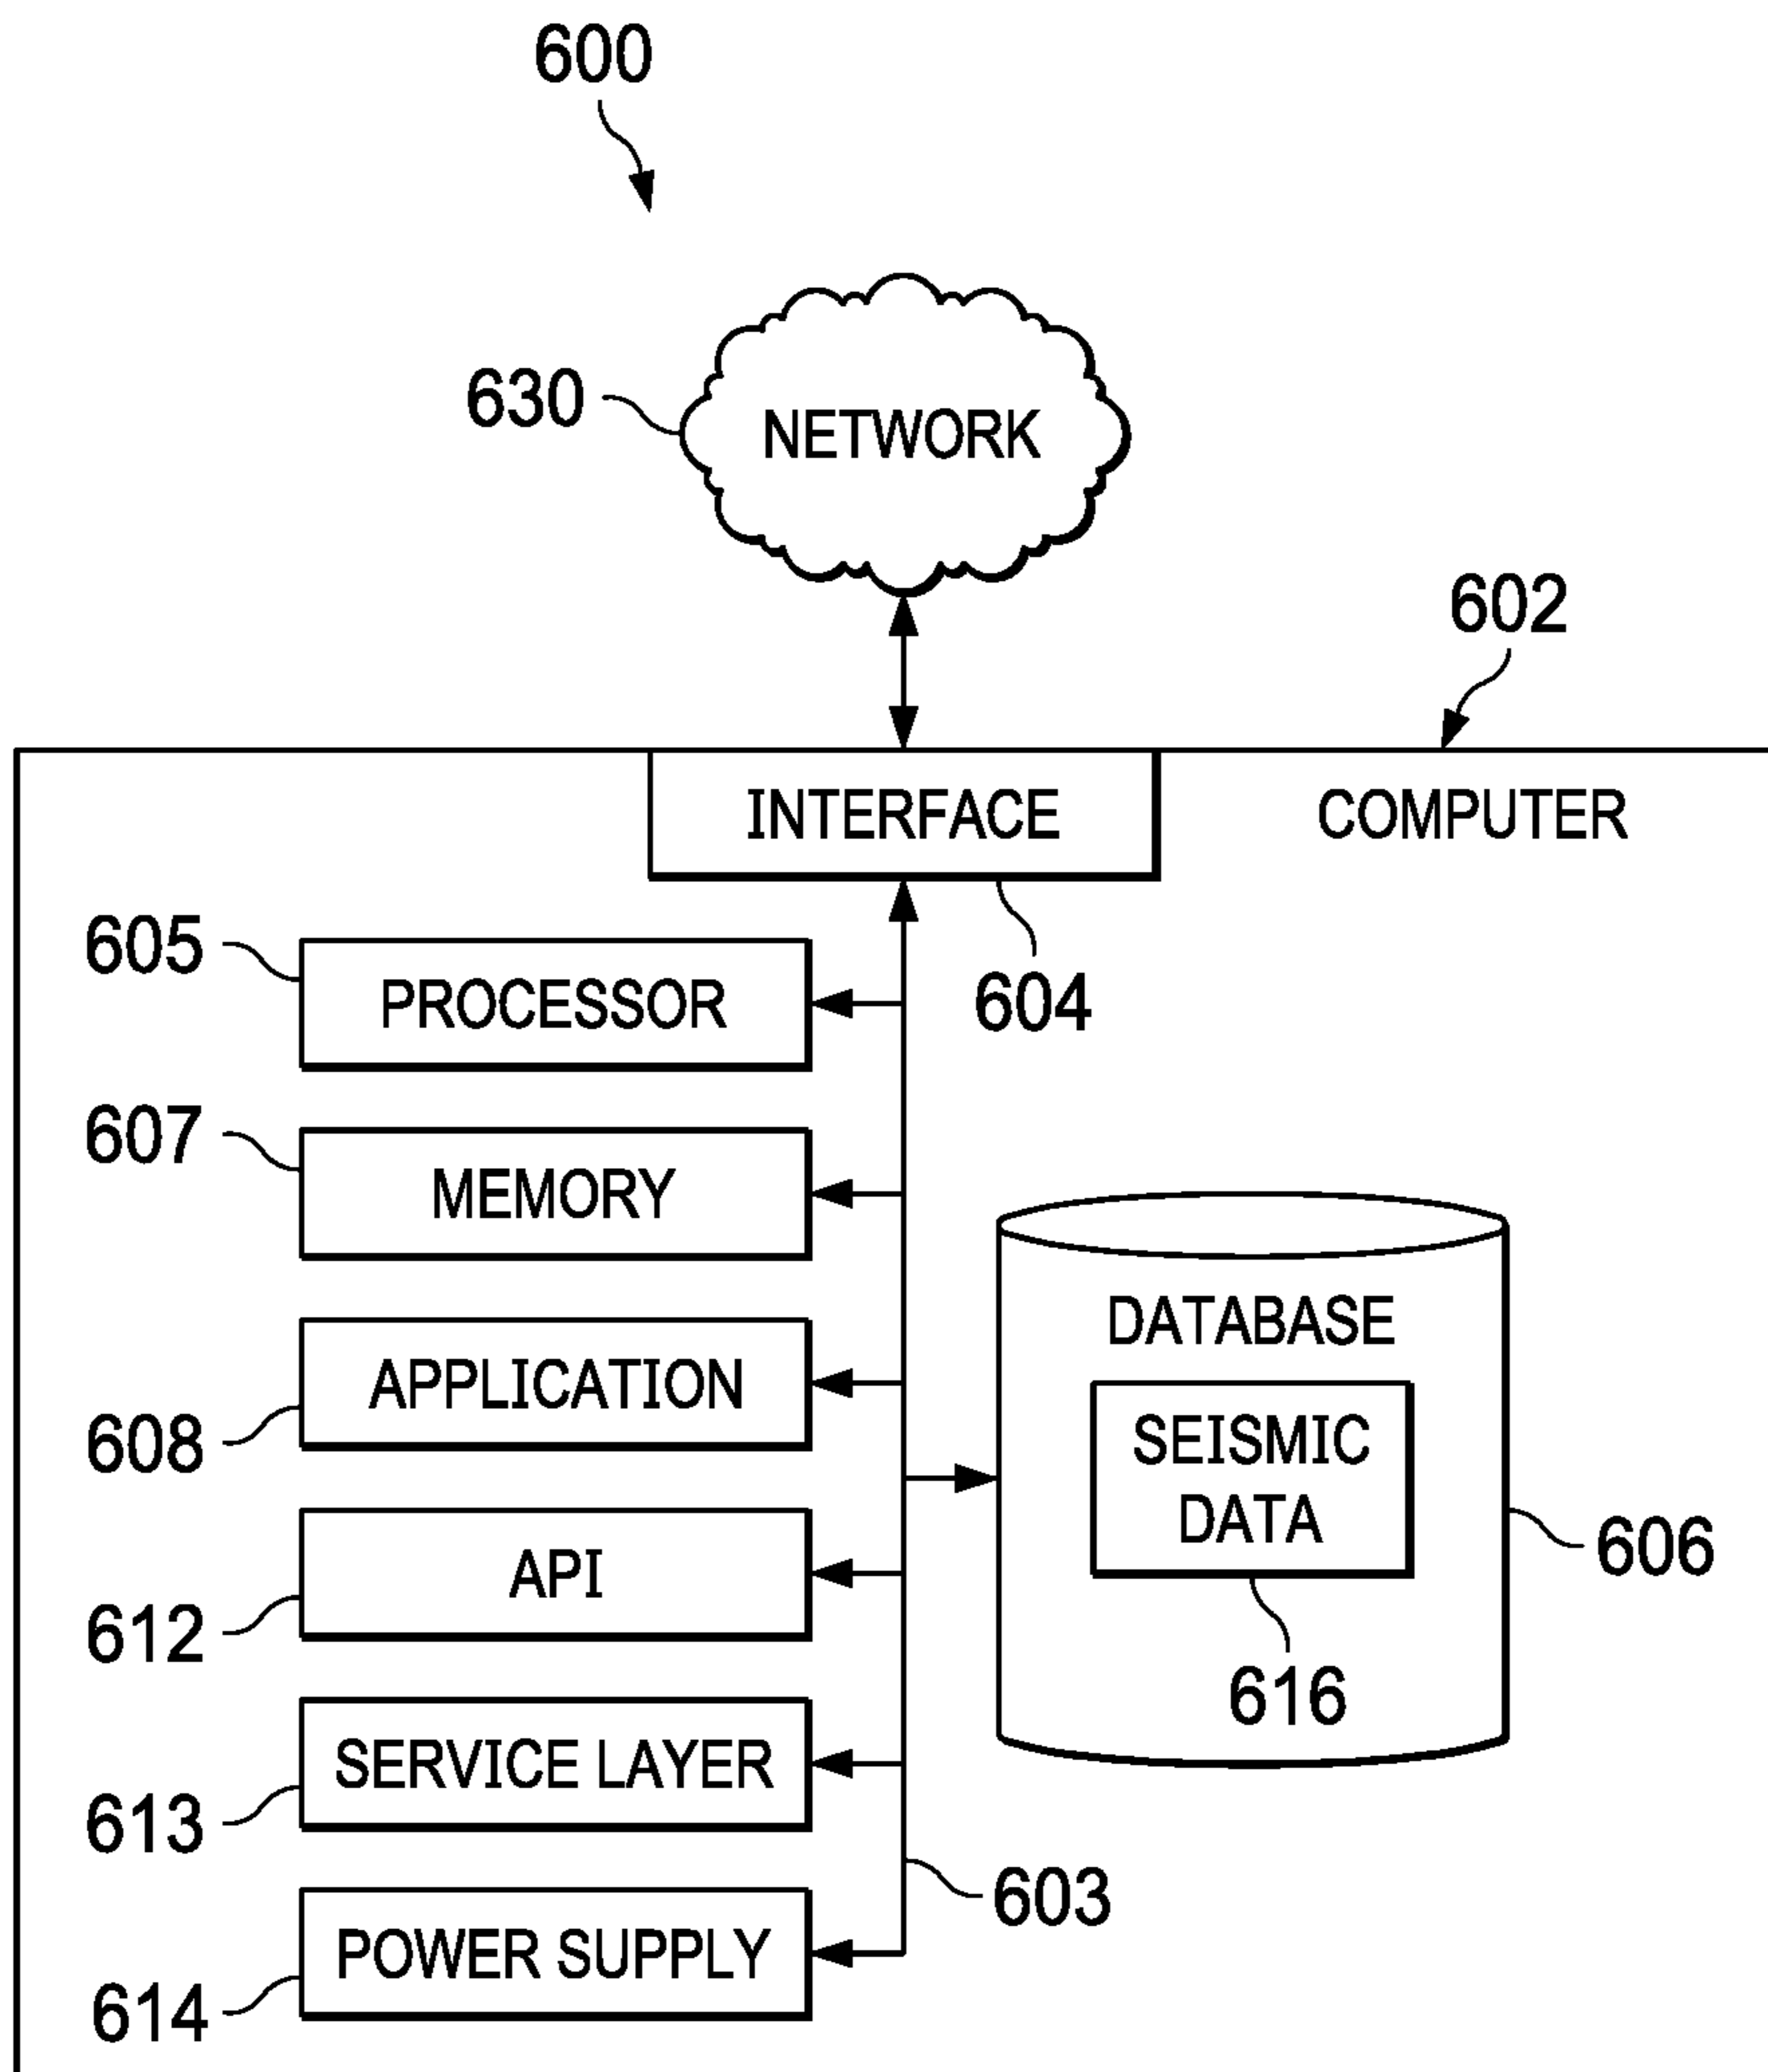 600
630
NETWORK
602
INTERFACE
COMPUTER
605
PROCESSOR
604
607
MEMORY
DATABASE
APPLICATION
608
SEISMIC
DATA
606
API
612
616
SERVICE LAYER
613
603
POWER SUPPLY
614